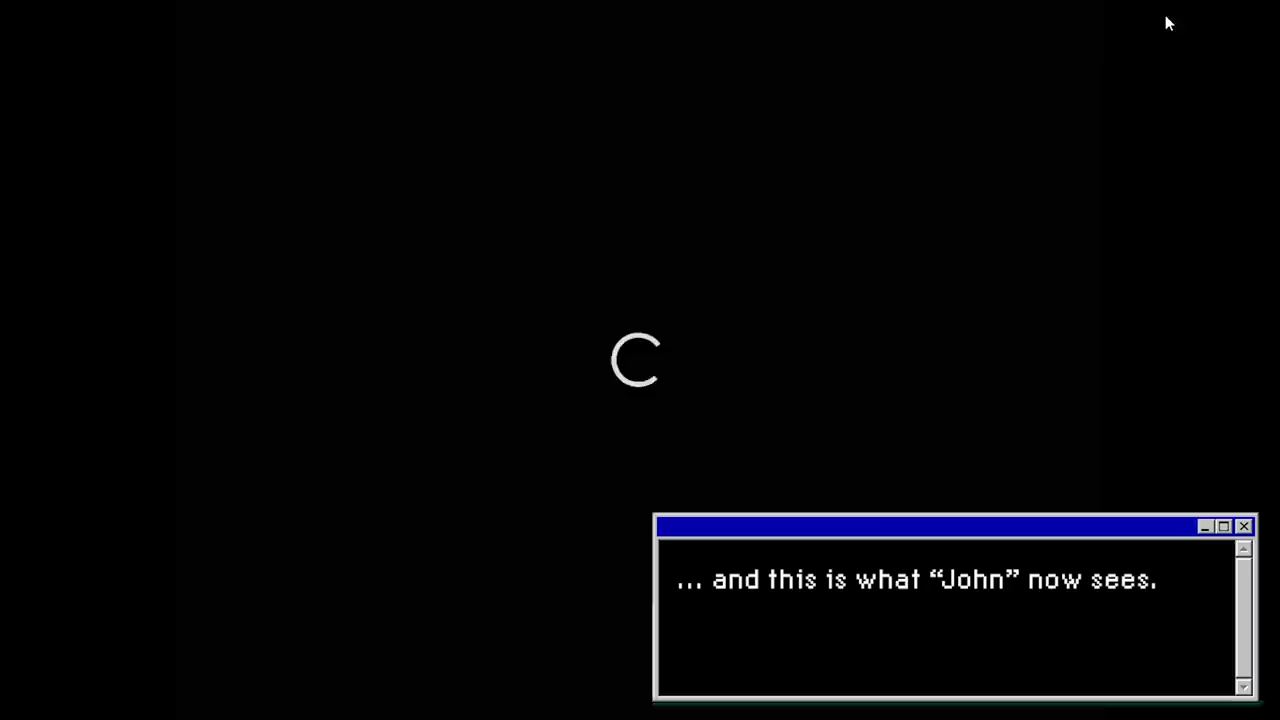 ... and this is what “John” now sees.